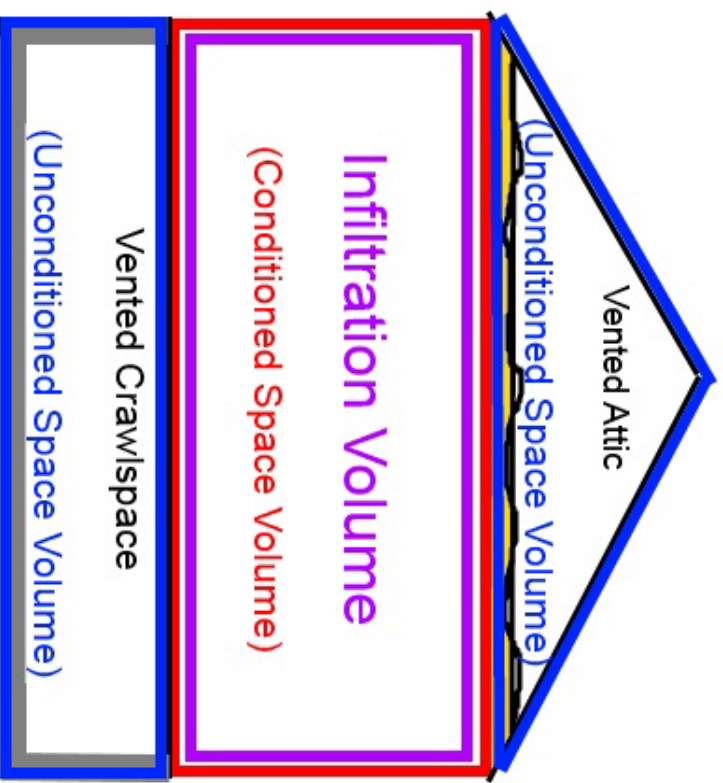 Vented Attic
(Unconditioned Space Volume)
Infiltration Volume
(Conditioned Space Volume)
Vented Crawlspace
(Unconditioned Space Volume)